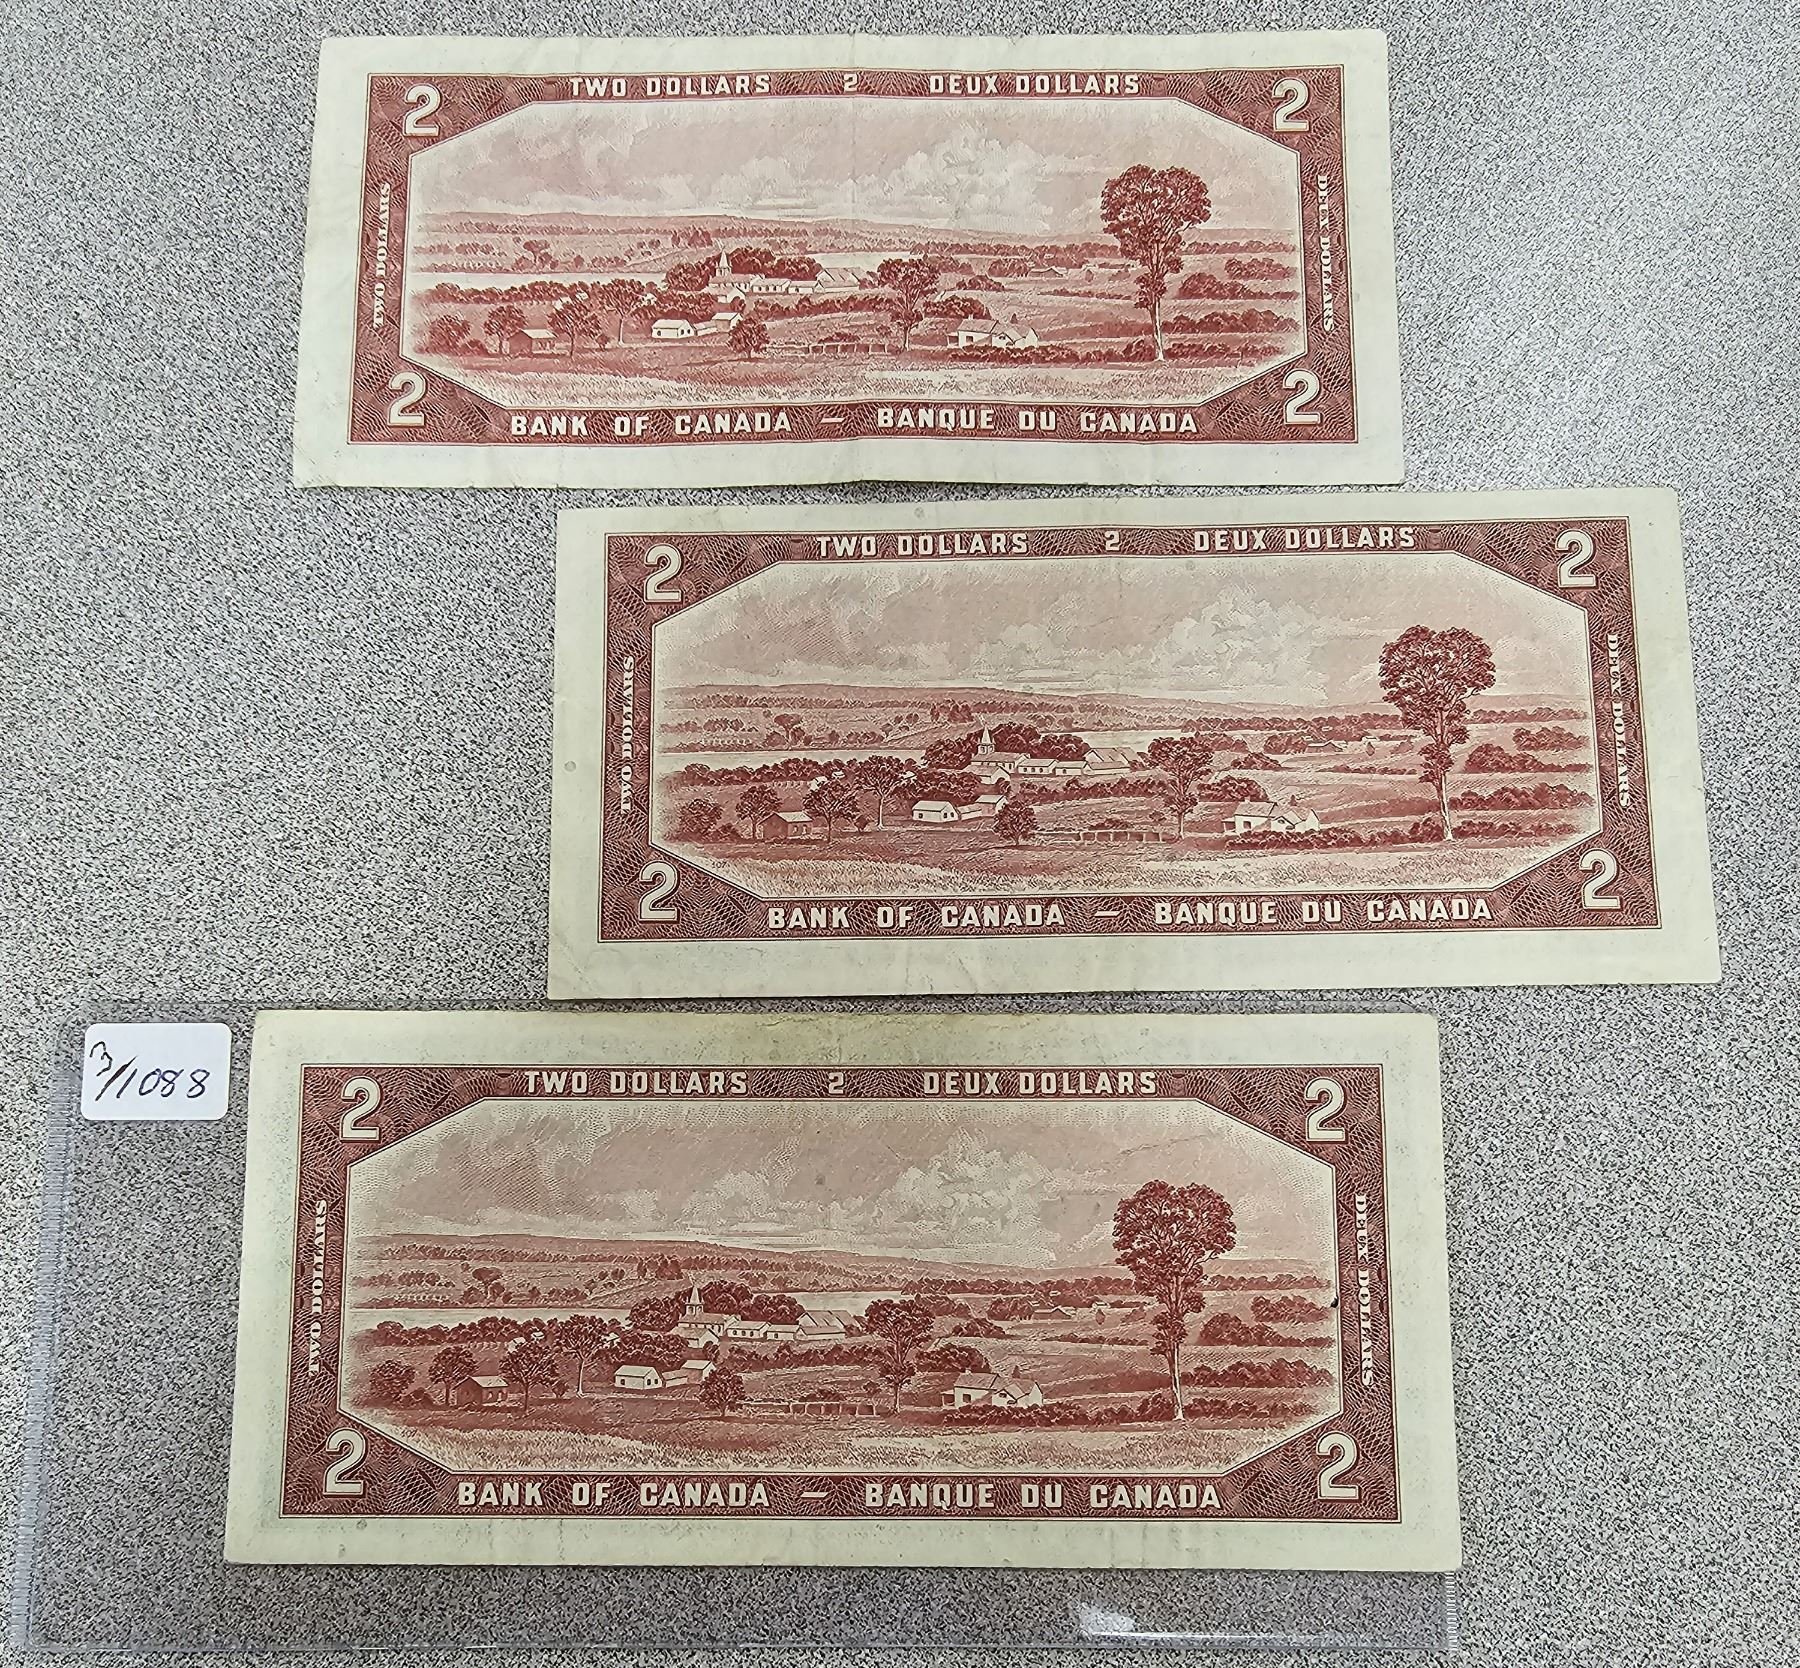 TWO DOLLARS 2 DEUX DOLLARS
2 2
TWO DOLLARS
DEUX DOLLARS
2 2
BANK OF CANADA — BANQUE DU CANADA
TWO DOLLARS 2 DEUX DOLLARS
2 2
TWO DOLLARS
DEUX DOLLARS
2 2
BANK OF CANADA — BANQUE DU CANADA
3/1088
TWO DOLLARS 2 DEUX DOLLARS
2 2
TWO DOLLARS
DEUX DOLLARS
2 2
BANK OF CANADA — BANQUE DU CANADA